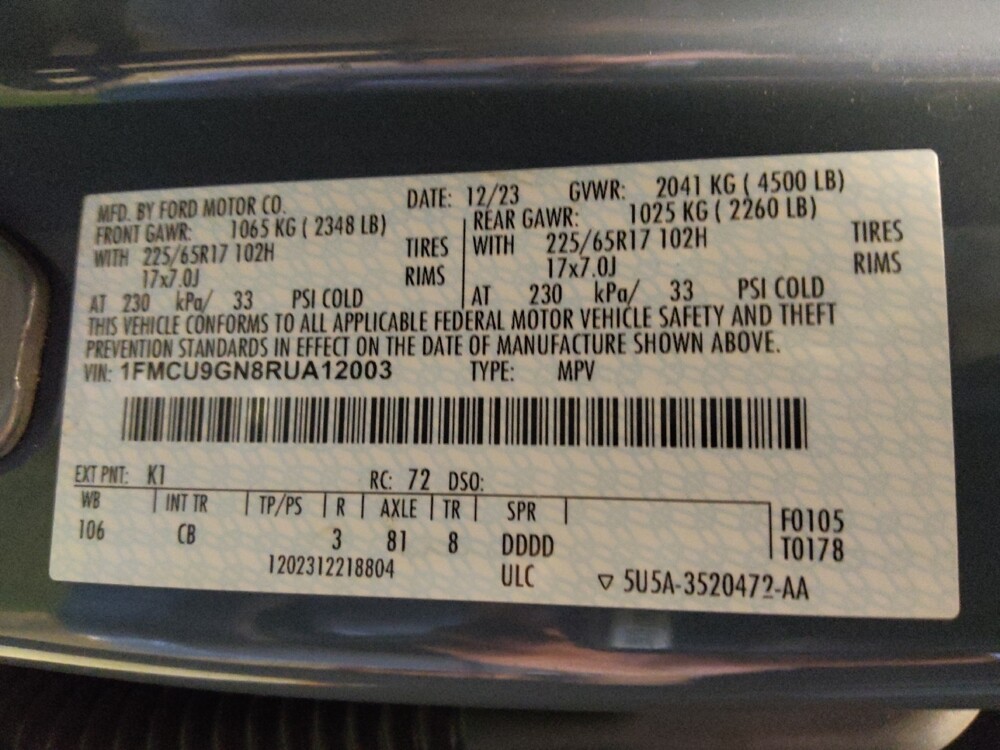 MFD. BY FORD MOTOR CO. DATE: 12/23 GVWR: 2041 KG ( 4500 LB)
FRONT GAWR: 1065 KG ( 2348 LB) REAR GAWR: 1025 KG ( 2260 LB)
WITH 225/65R17 102H TIRES WITH 225/65R17 102H TIRES
17x7.0J RIMS 17x7.0J RIMS
AT 230 kPa/ 33 PSI COLD AT 230 kPa/ 33 PSI COLD
THIS VEHICLE CONFORMS TO ALL APPLICABLE FEDERAL MOTOR VEHICLE SAFETY AND THEFT
PREVENTION STANDARDS IN EFFECT ON THE DATE OF MANUFACTURE SHOWN ABOVE.
VIN: 1FMCU9GN8RUA12003 TYPE: MPV
EXT PNT: K1 RC: 72 DSO:
WB INT TR TP/PS R AXLE TR SPR F0105
106 CB 3 81 8 DDDD T0178
1202312218804 ULC ▽ 5U5A-3520472-AA